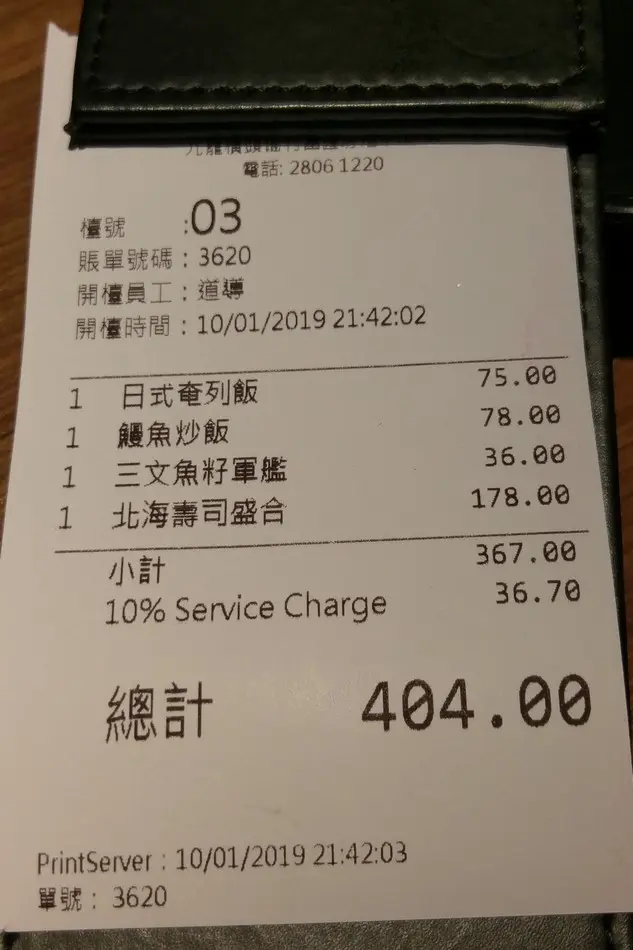 電話: 2806 1220
檯號 :03
賬單號碼 : 3620
開檯員工 : 道導
開檯時間 : 10/01/2019 21:42:02
1 日式奄列飯 75.00
1 鰻魚炒飯 78.00
1 三文魚籽軍艦 36.00
1 北海壽司盛合 178.00
小計 367.00
10% Service Charge 36.70
總計 404.00
PrintServer : 10/01/2019 21:42:03
單號 : 3620